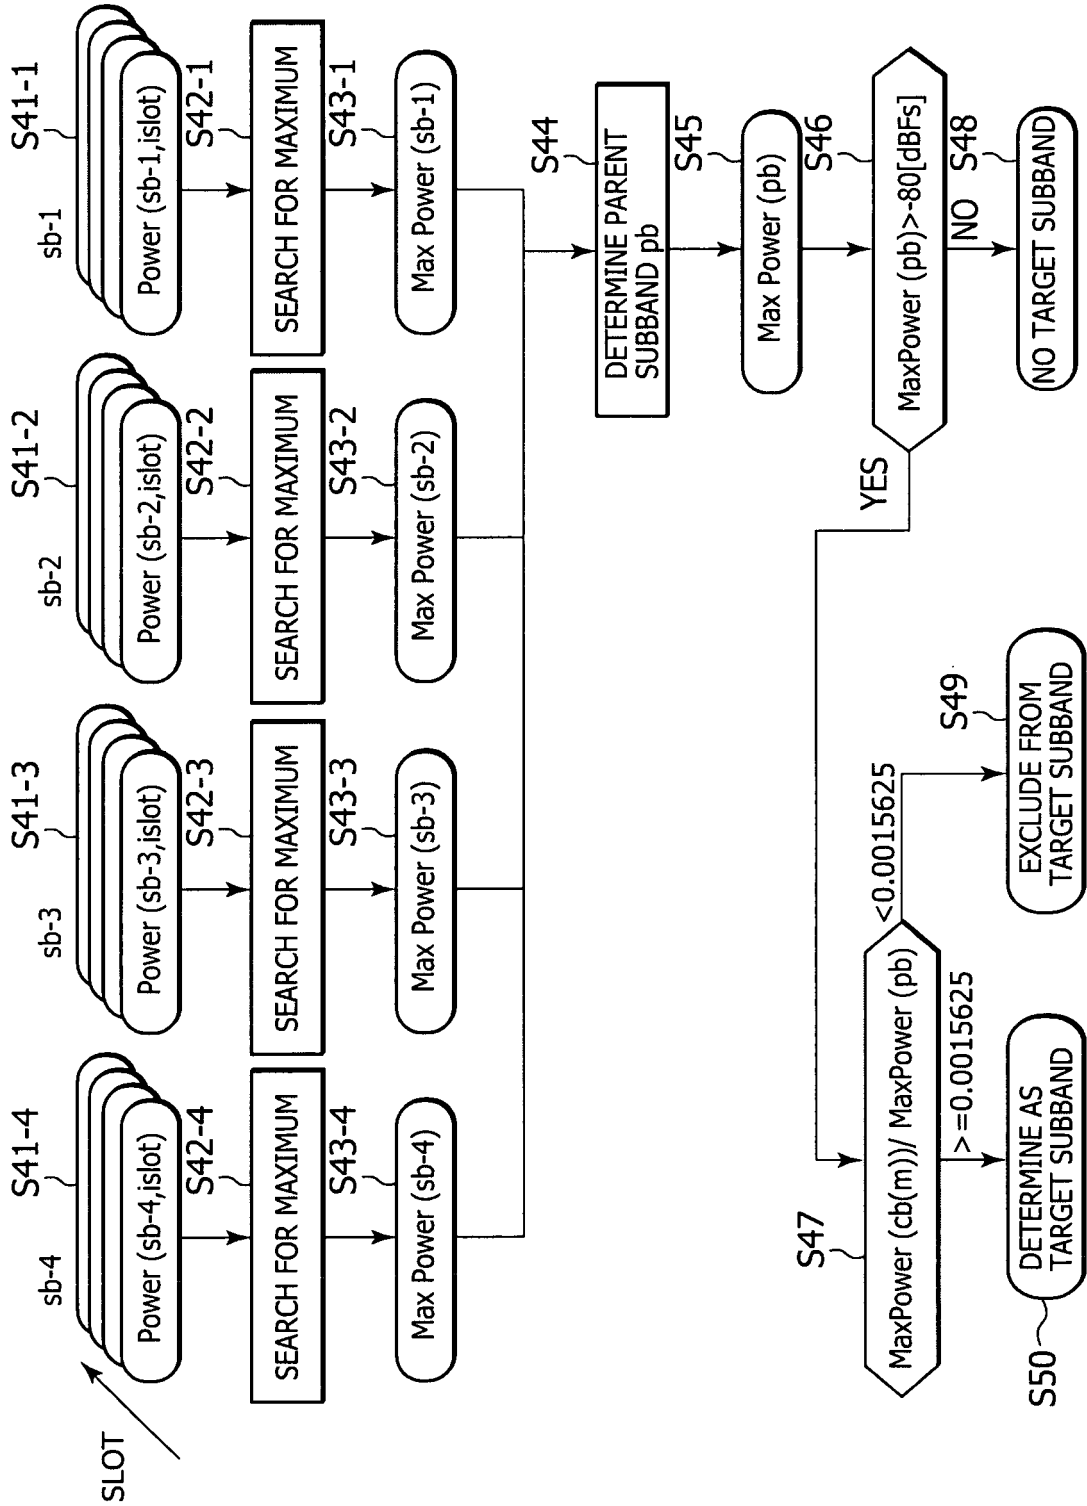 SLOT
sb-4
S41-4
Power (sb-4,islot)
S42-4
SEARCH FOR MAXIMUM
S43-4
Max Power (sb-4)
sb-3
S41-3
Power (sb-3,islot)
S42-3
SEARCH FOR MAXIMUM
S43-3
Max Power (sb-3)
sb-2
S41-2
Power (sb-2,islot)
S42-2
SEARCH FOR MAXIMUM
S43-2
Max Power (sb-2)
sb-1
S41-1
Power (sb-1,islot)
S42-1
SEARCH FOR MAXIMUM
S43-1
Max Power (sb-1)
S44
DETERMINE PARENT
SUBBAND pb
S45
Max Power (pb)
S46
MaxPower (pb)>-80[dBFs]
YES
NO
S48
NO TARGET SUBBAND
S47
MaxPower (cb(m))/ MaxPower (pb)
<0.0015625
S49
EXCLUDE FROM
TARGET SUBBAND
>=0.0015625
S50
DETERMINE AS
TARGET SUBBAND